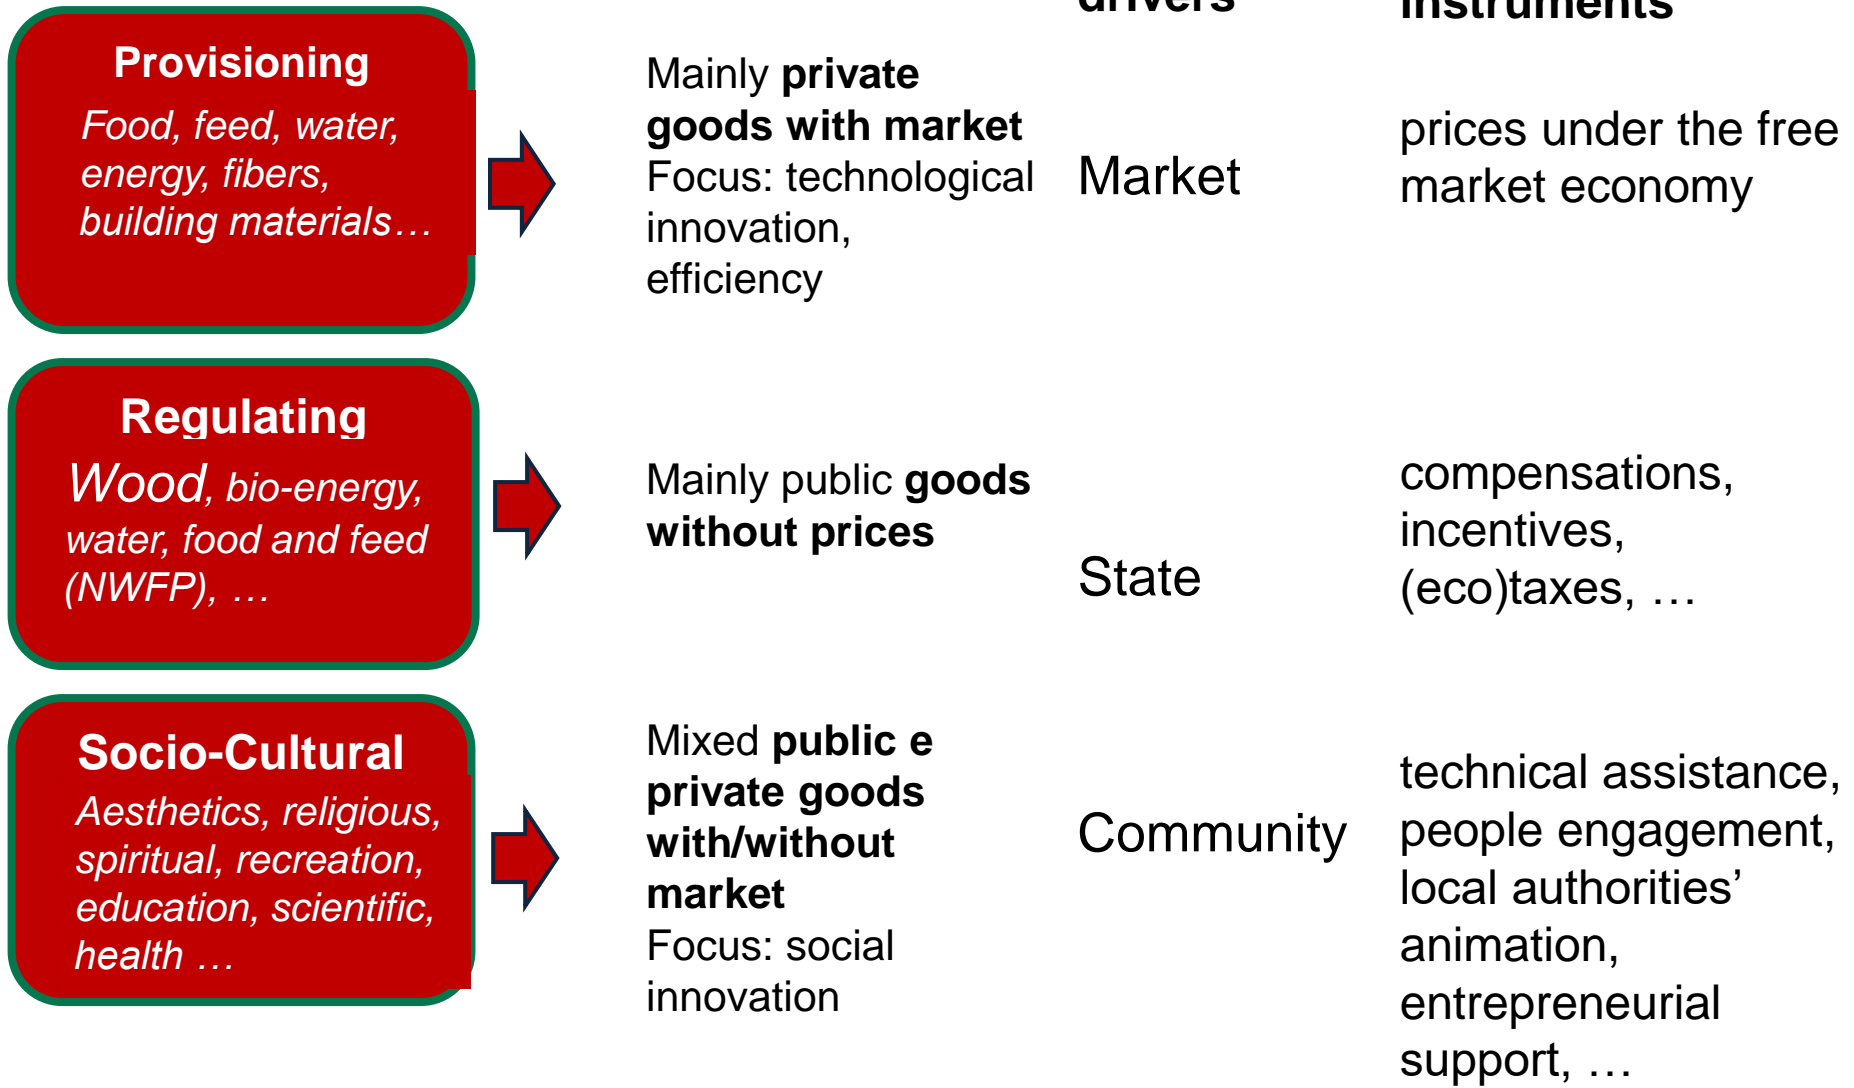 drivers
instruments
Provisioning
Food, feed, water,
energy, fibers,
building materials…
Mainly private
goods with market
Focus: technological
innovation,
efficiency
Market
prices under the free
market economy
Regulating
Wood, bio-energy,
water, food and feed
(NWFP), …
Mainly public goods
without prices
State
compensations,
incentives,
(eco)taxes, …
Socio-Cultural
Aesthetics, religious,
spiritual, recreation,
education, scientific,
health …
Mixed public e
private goods
with/without
market
Focus: social
innovation
Community
technical assistance,
people engagement,
local authorities’
animation,
entrepreneurial
support, …